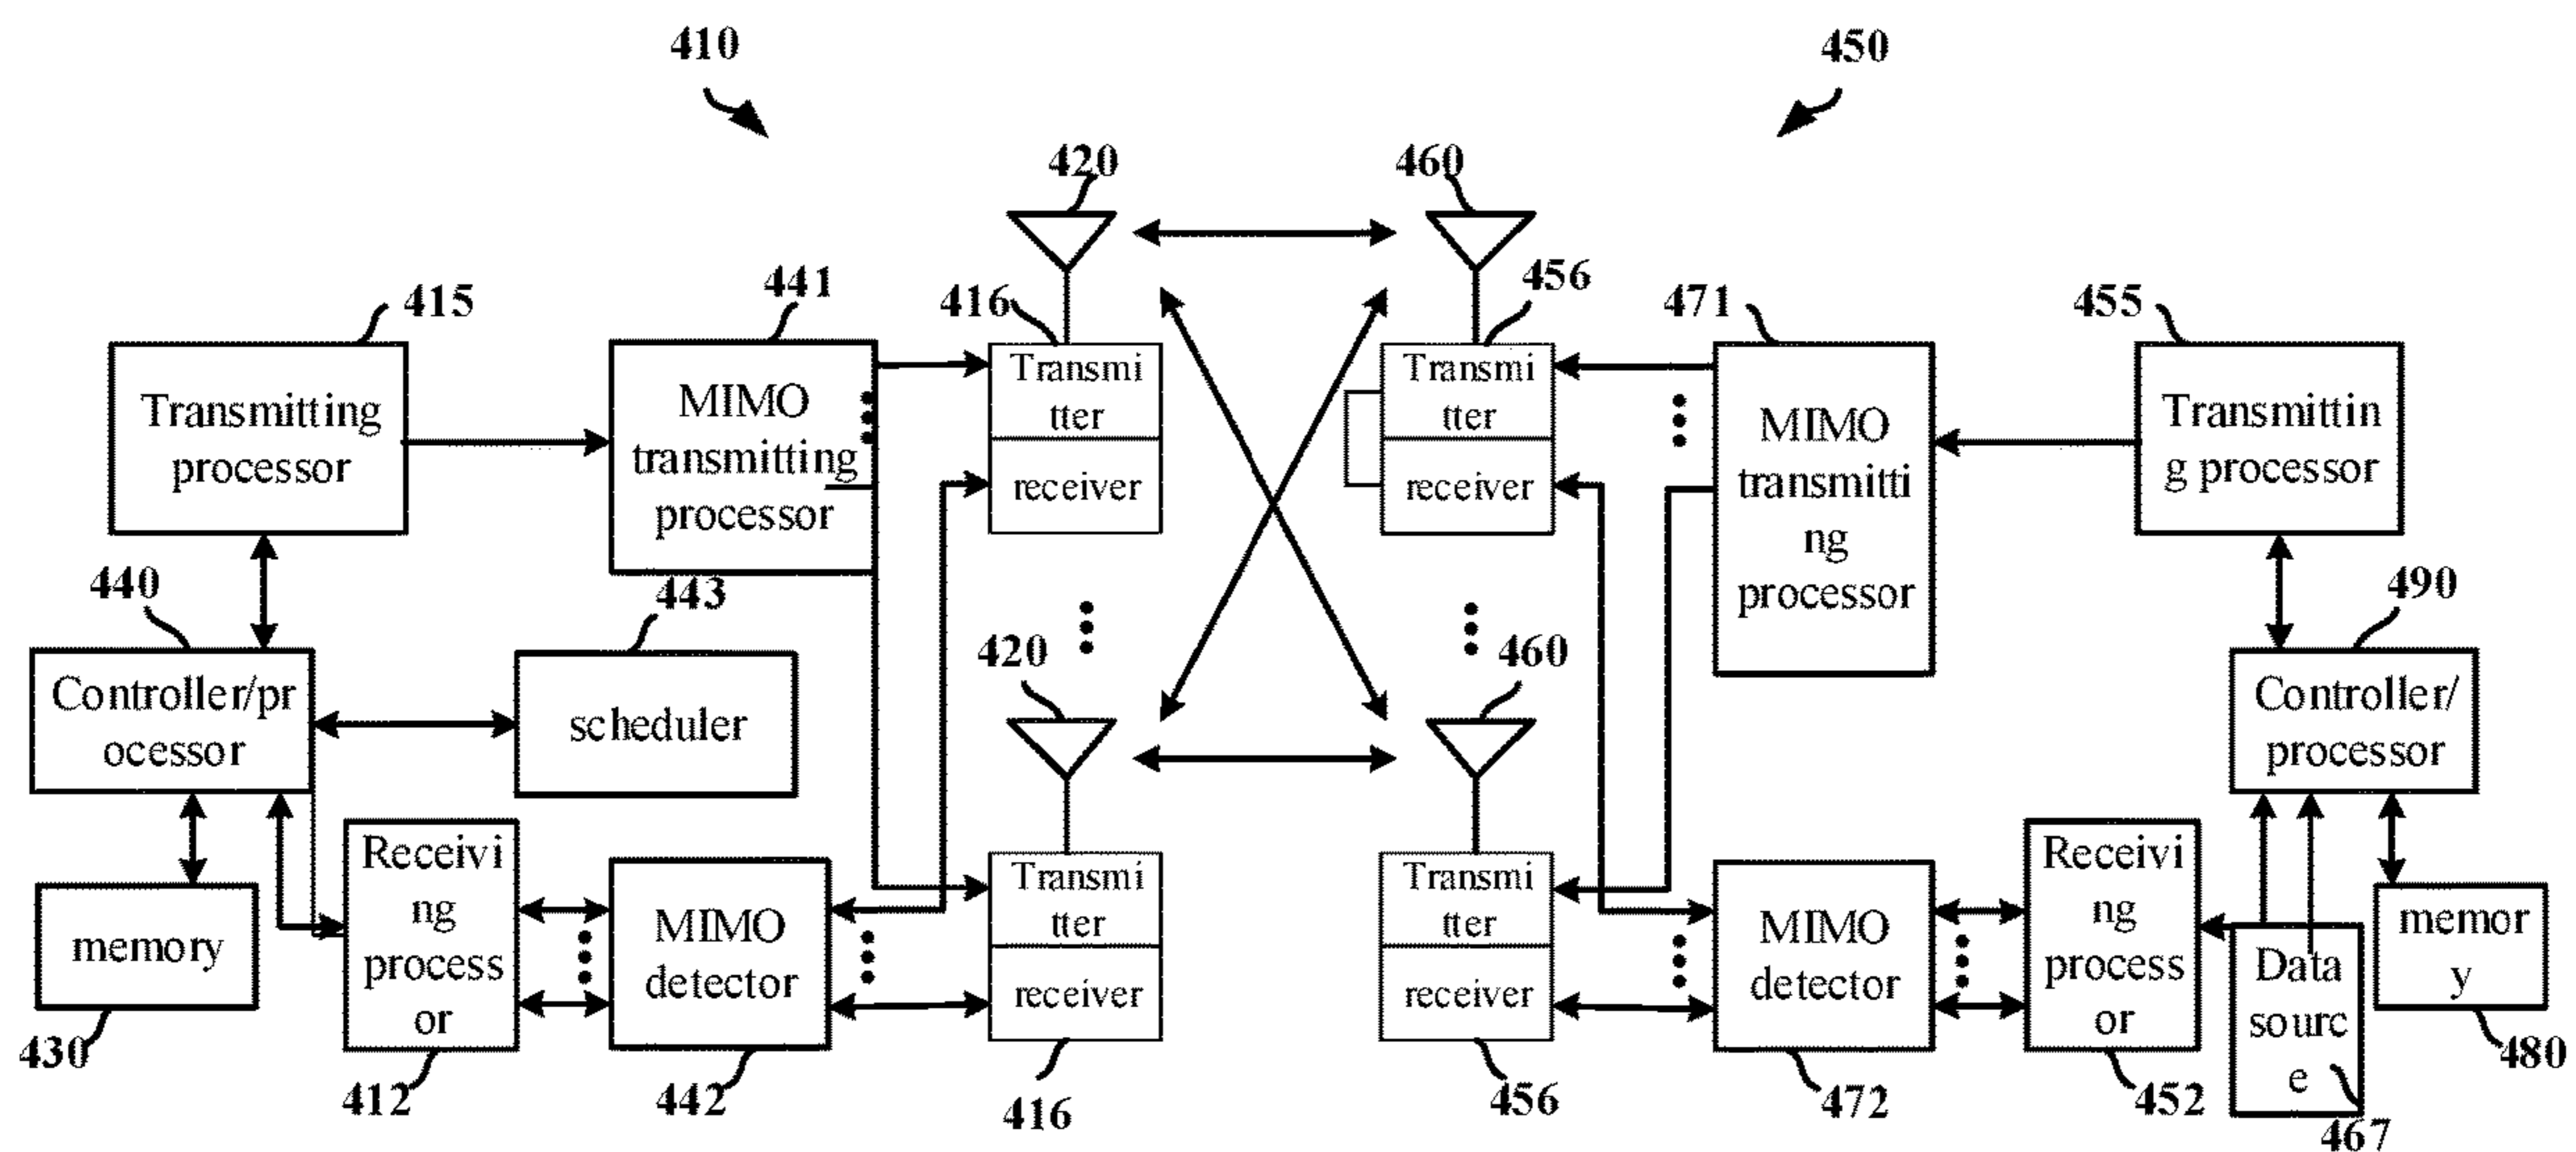 410
450
420
460
415
441
416
456
471
455
Transmitting
processor
MIMO
transmitting
processor
Transmi
tter
receiver
Transmi
tter
receiver
MIMO
transmitti
ng
processor
Transmittin
g processor
440
443
420
460
490
Controller/pr
ocessor
scheduler
Controller/
processor
memory
Receivi
ng
process
or
MIMO
detector
Transmi
tter
receiver
Transmi
tter
receiver
MIMO
detector
Receivi
ng
process
or
Data
sourc
e
memor
y
430
412
442
416
456
472
452
467
480